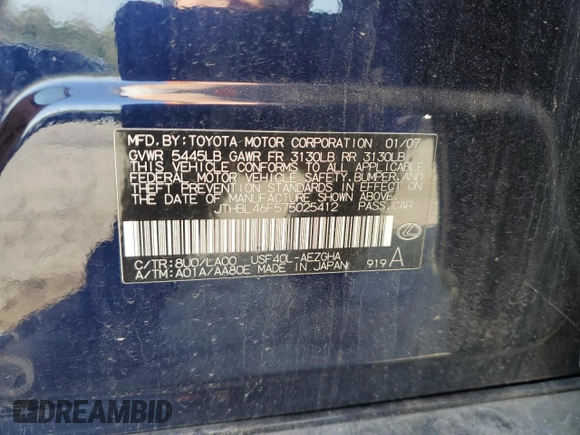 MFD. BY: TOYOTA MOTOR CORPORATION 01/07
GVWR 5445LB GAWR FR 3130LB RR 3130LB
THIS VEHICLE CONFORMS TO ALL APPLICABLE
FEDERAL MOTOR VEHICLE SAFETY, BUMPER, AND
THEFT PREVENTION STANDARDS IN EFFECT ON
THE DATE OF MANUFACTURE SHOWN ABOVE.
JTHBL46F575025412 PASS. CAR
C/TR: 8U0/LA00 USF40L-AEZGHA
A/TM: A01A/AA80E MADE IN JAPAN 919 A
DREAMBID